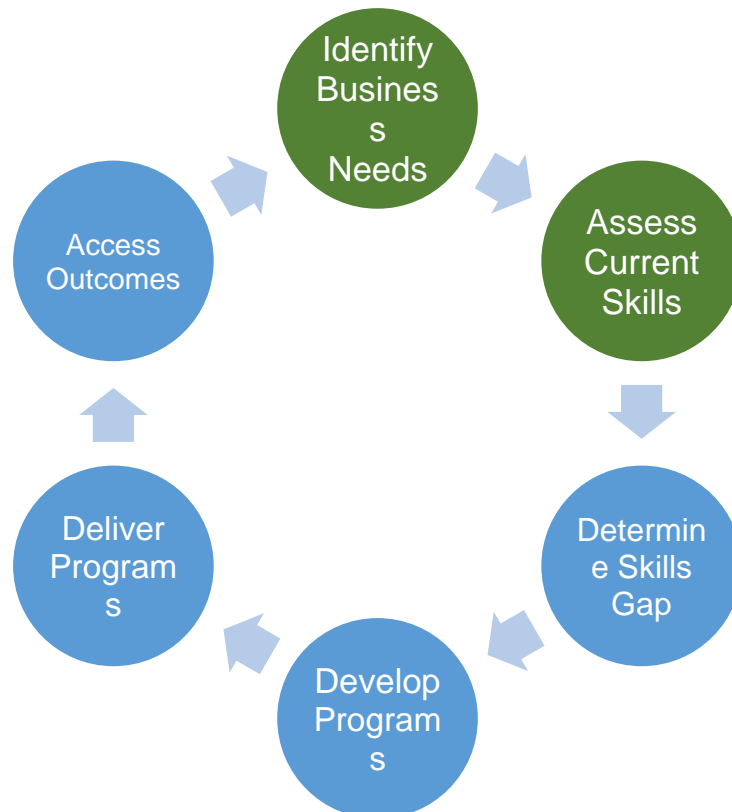 Identify
Busines
s
Needs
Assess
Current
Skills
Determin
e Skills
Gap
Develop
Program
s
Deliver
Program
s
Access
Outcomes